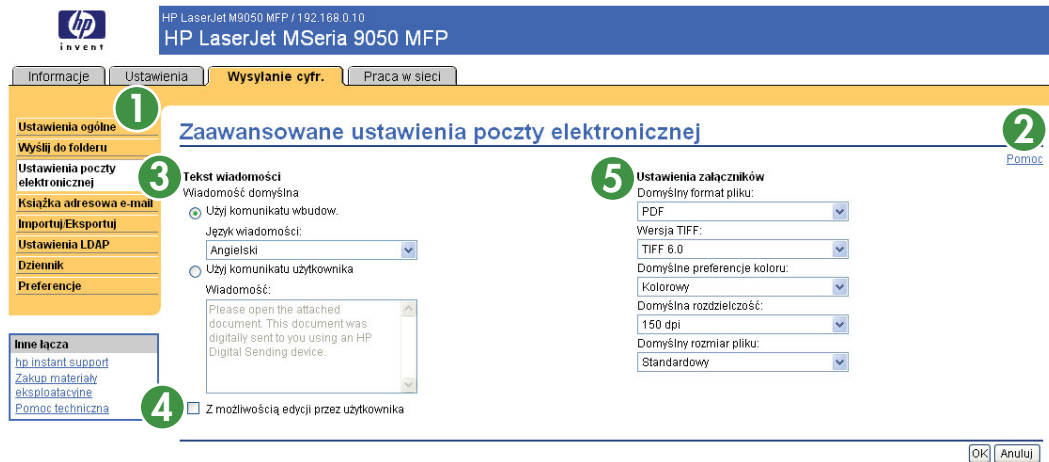 hp
invent
HP LaserJet M9050 MFP / 192.168.0.10
HP LaserJet MSeria 9050 MFP
Informacje
Ustawienia
Wysyłanie cyfr.
Praca w sieci
1
Ustawienia ogólne
Wyślij do folderu
Ustawienia poczty
elektronicznej
Książka adresowa e-mail
Importuj/Eksportuj
Ustawienia LDAP
Dziennik
Preferencje
Inne łącza
hp instant support
Zakup materiały
eksploatacyjne
Pomoc techniczna
Zaawansowane ustawienia poczty elektronicznej
2
Pomoc
3
Tekst wiadomości
Wiadomość domyślna
Użyj komunikatu wbudow.
Język wiadomości:
Angielski
Użyj komunikatu użytkownika
Wiadomość:
Please open the attached
document. This document was
digitally sent to you using an HP
Digital Sending device.
4
Z możliwością edycji przez użytkownika
5
Ustawienia załączników
Domyślny format pliku:
PDF
Wersja TIFF:
TIFF 6.0
Domyślne preferencje koloru:
Kolorowy
Domyślna rozdzielczość:
150 dpi
Domyślny rozmiar pliku:
Standardowy
OK
Anuluj